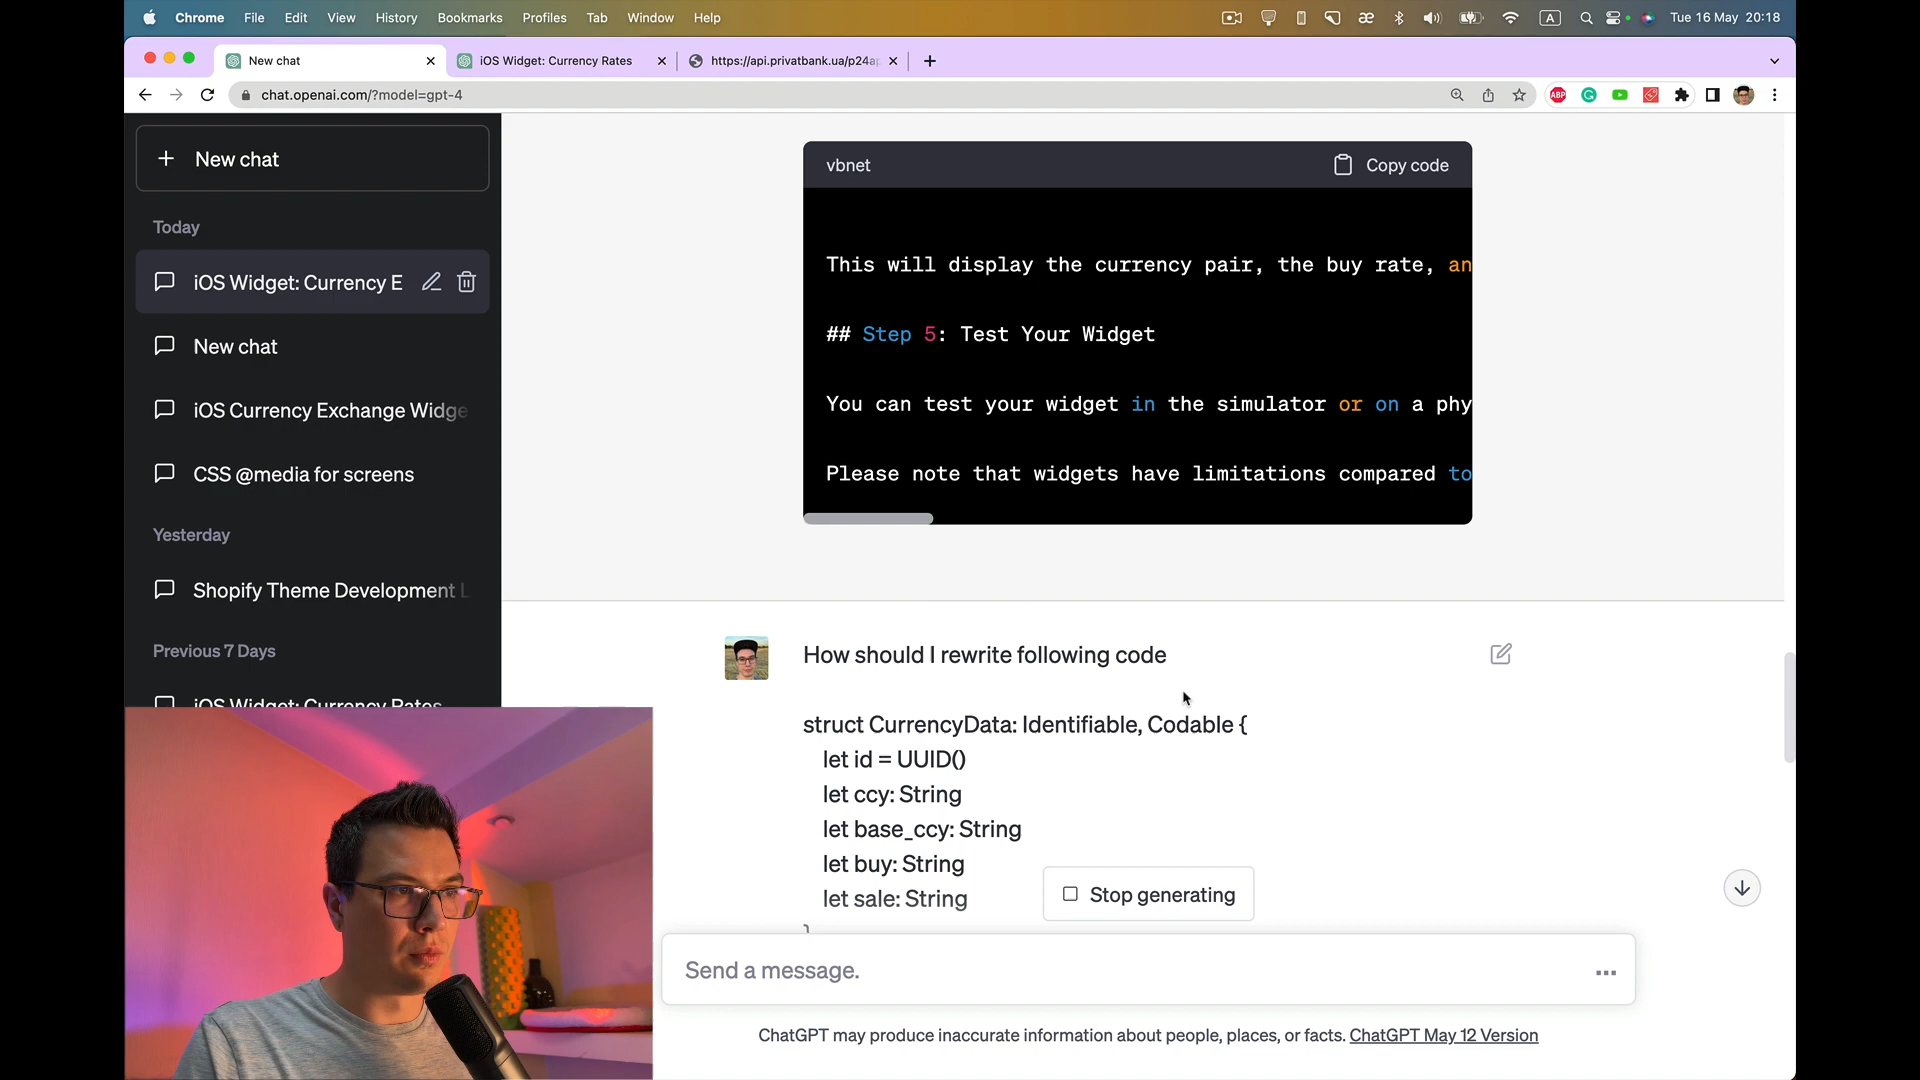 Chrome File Edit View History Bookmarks Profiles Tab Window Help
A
Tue 16 May 20:18
New chat
iOS Widget: Currency Rates
https://api.privatbank.ua/p24a
chat.openai.com/?model=gpt-4
ABP
New chat
Today
iOS Widget: Currency E
New chat
iOS Currency Exchange Widge
CSS @media for screens
Yesterday
Shopify Theme Development L
Previous 7 Days
iOS Widget: Currency Rates
vbnet
Copy code
This will display the currency pair, the buy rate, an
## Step 5: Test Your Widget
You can test your widget in the simulator or on a phy
Please note that widgets have limitations compared to
How should I rewrite following code
struct CurrencyData: Identifiable, Codable {
let id = UUID()
let ccy: String
let base_ccy: String
let buy: String
let sale: String
}
Stop generating
Send a message.
ChatGPT may produce inaccurate information about people, places, or facts. ChatGPT May 12 Version